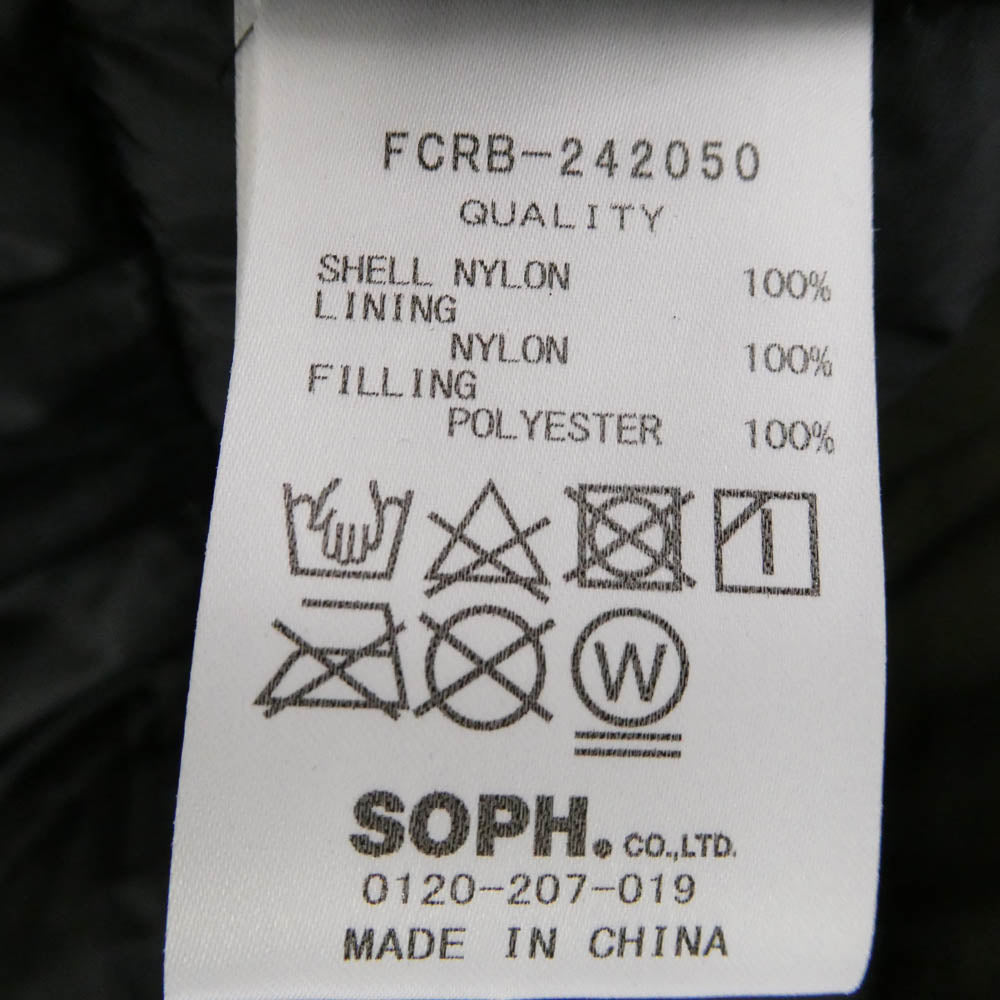 FCRB-242050
QUALITY
SHELL NYLON 100%
LINING
NYLON 100%
FILLING
POLYESTER 100%
W
SOPH. CO.,LTD.
0120-207-019
MADE IN CHINA